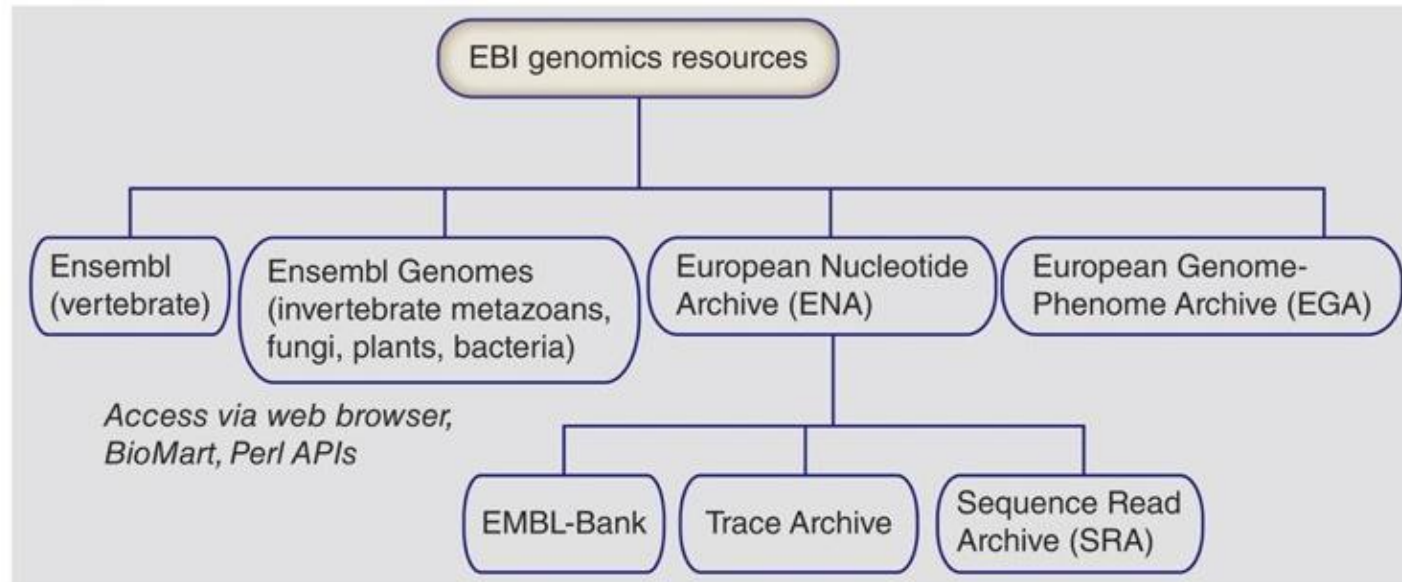 EBI genomics resources
Ensembl
(vertebrate)
Ensembl Genomes
(invertebrate metazoans,
fungi, plants, bacteria)
European Nucleotide
Archive (ENA)
European Genome-
Phenome Archive (EGA)
Access via web browser,
BioMart, Perl APIs
EMBL-Bank
Trace Archive
Sequence Read
Archive (SRA)